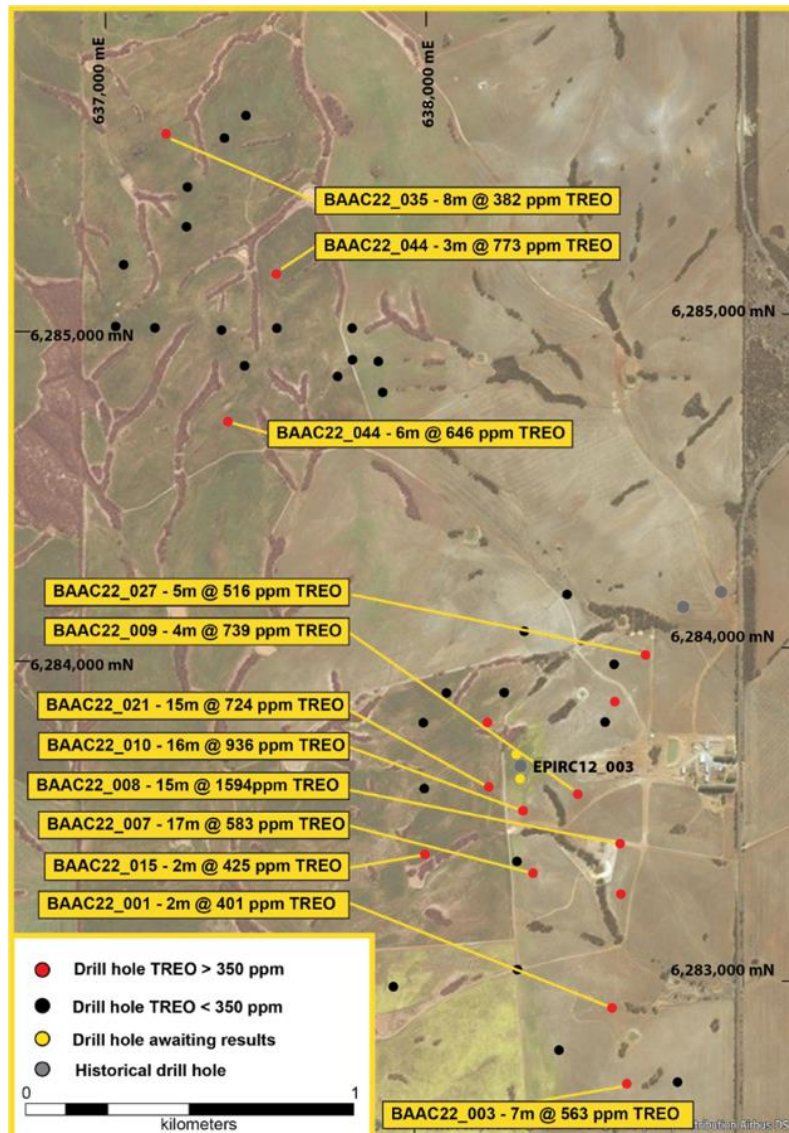 637,000 mE
638,000 mE
BAAC22_035 - 8m @ 382 ppm TREO
BAAC22_044 - 3m @ 773 ppm TREO
6,285,000 mN
6,285,000 mN
BAAC22_044 - 6m @ 646 ppm TREO
BAAC22_027 - 5m @ 516 ppm TREO
BAAC22_009 - 4m @ 739 ppm TREO
6,284,000 mN
6,284,000 mN
BAAC22_021 - 15m @ 724 ppm TREO
BAAC22_010 - 16m @ 936 ppm TREO
EPIRC12_003
BAAC22_008 - 15m @ 1594ppm TREO
BAAC22_007 - 17m @ 583 ppm TREO
BAAC22_015 - 2m @ 425 ppm TREO
BAAC22_001 - 2m @ 401 ppm TREO
6,283,000 mN
Drill hole TREO > 350 ppm
Drill hole TREO < 350 ppm
Drill hole awaiting results
Historical drill hole
0 1
kilometers
BAAC22_003 - 7m @ 563 ppm TREO
Airbus DS